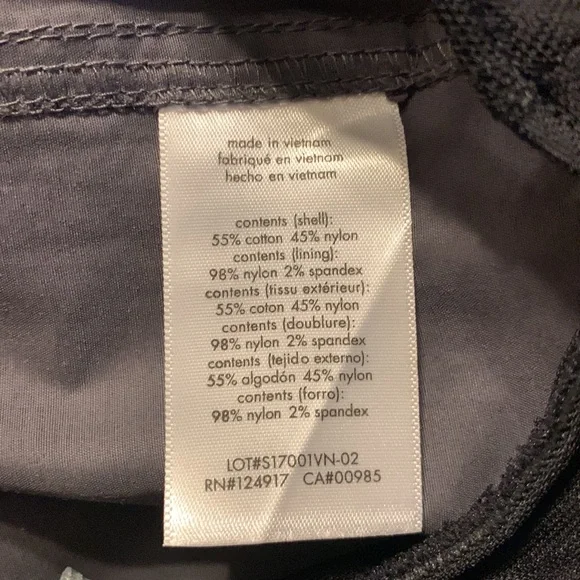 made in vietnam
fabriqué en vietnam
hecho en vietnam
contents (shell):
55% cotton 45% nylon
contents (lining):
98% nylon 2% spandex
contents (tissu extérieur):
55% coton 45% nylon
contents (doublure):
98% nylon 2% spandex
contents (tejido externo):
55% algodón 45% nylon
contents (forro):
98% nylon 2% spandex
LOT#S17001VN-02
RN#124917 CA#00985